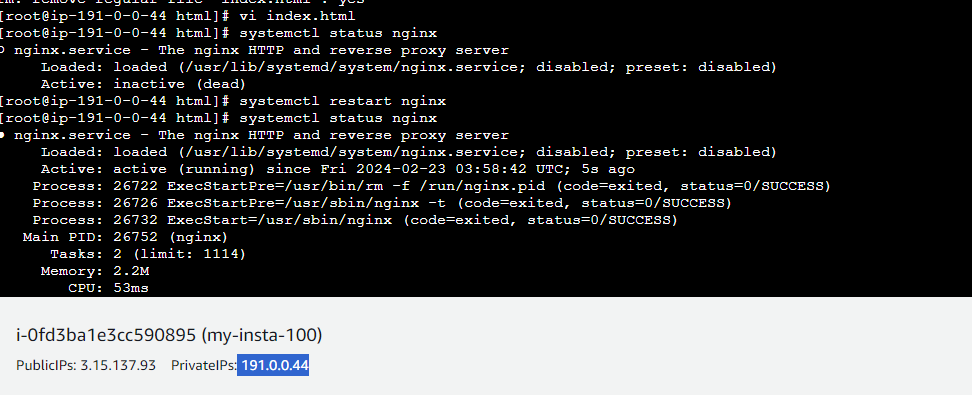 rm: remove regular file 'index.html'? yes
[root@ip-191-0-0-44 html]# vi index.html
[root@ip-191-0-0-44 html]# systemctl status nginx
○ nginx.service - The nginx HTTP and reverse proxy server
Loaded: loaded (/usr/lib/systemd/system/nginx.service; disabled; preset: disabled)
Active: inactive (dead)
[root@ip-191-0-0-44 html]# systemctl restart nginx
[root@ip-191-0-0-44 html]# systemctl status nginx
● nginx.service - The nginx HTTP and reverse proxy server
Loaded: loaded (/usr/lib/systemd/system/nginx.service; disabled; preset: disabled)
Active: active (running) since Fri 2024-02-23 03:58:42 UTC; 5s ago
Process: 26722 ExecStartPre=/usr/bin/rm -f /run/nginx.pid (code=exited, status=0/SUCCESS)
Process: 26726 ExecStartPre=/usr/sbin/nginx -t (code=exited, status=0/SUCCESS)
Process: 26732 ExecStart=/usr/sbin/nginx (code=exited, status=0/SUCCESS)
Main PID: 26752 (nginx)
Tasks: 2 (limit: 1114)
Memory: 2.2M
CPU: 53ms
i-0fd3ba1e3cc590895 (my-insta-100)
PublicIPs: 3.15.137.93 PrivateIPs: 191.0.0.44